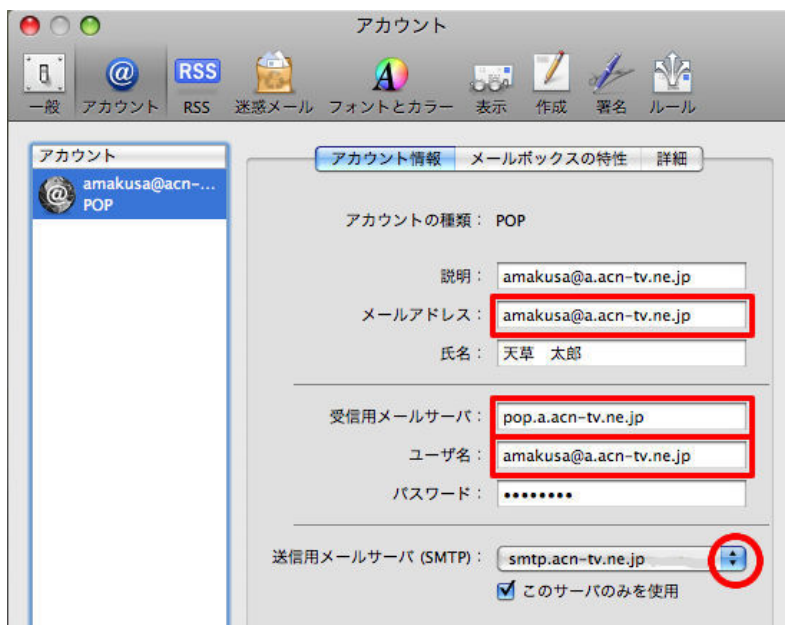 アカウント
一般 アカウント RSS 迷惑メール フォントとカラー 表示 作成 署名 ルール
RSS
アカウント
amakusa@acn-...
POP
アカウント情報 メールボックスの特性 詳細
アカウントの種類： POP
説明： amakusa@a.acn-tv.ne.jp
メールアドレス： amakusa@a.acn-tv.ne.jp
氏名： 天草　太郎
受信用メールサーバ： pop.a.acn-tv.ne.jp
ユーザ名： amakusa@a.acn-tv.ne.jp
パスワード： ••••••••
送信用メールサーバ (SMTP)： smtp.acn-tv.ne.jp
このサーバのみを使用